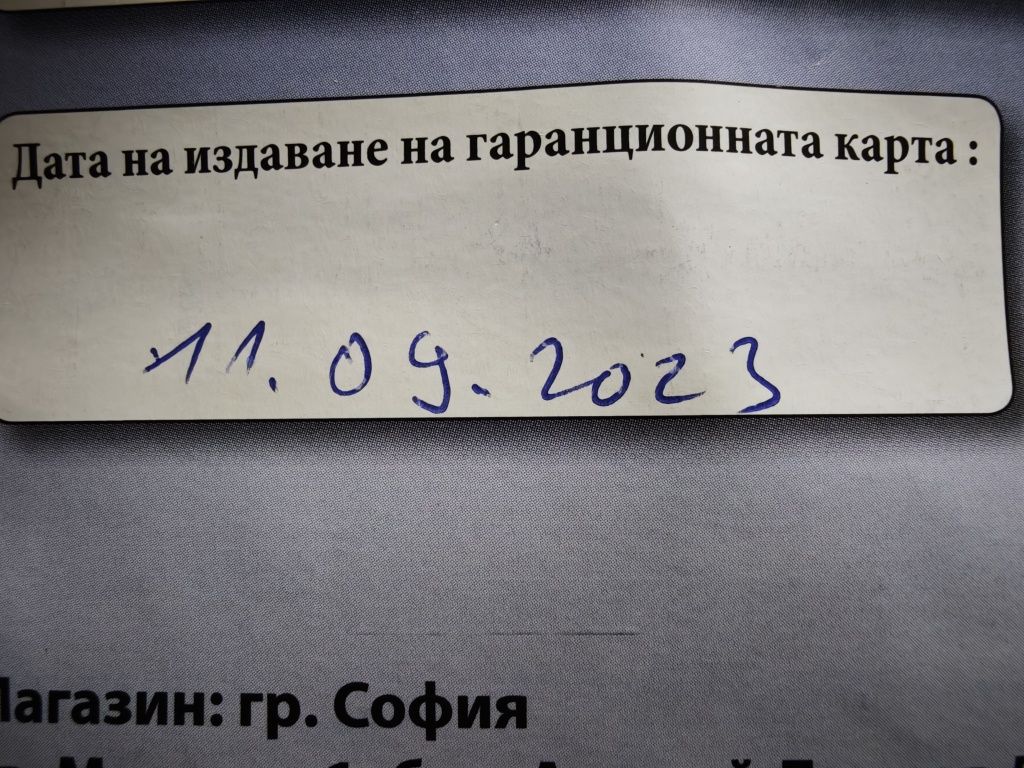 Дата на издаване на гаранционната карта :
11.09.2023
Магазин: гр. София